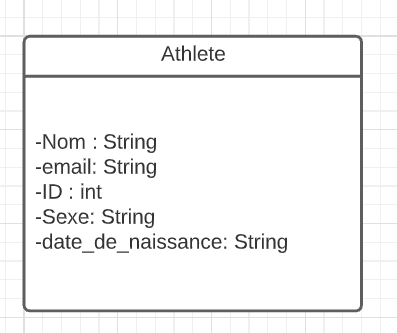 Athlete
-Nom : String
-email: String
-ID : int
-Sexe: String
-date_de_naissance: String